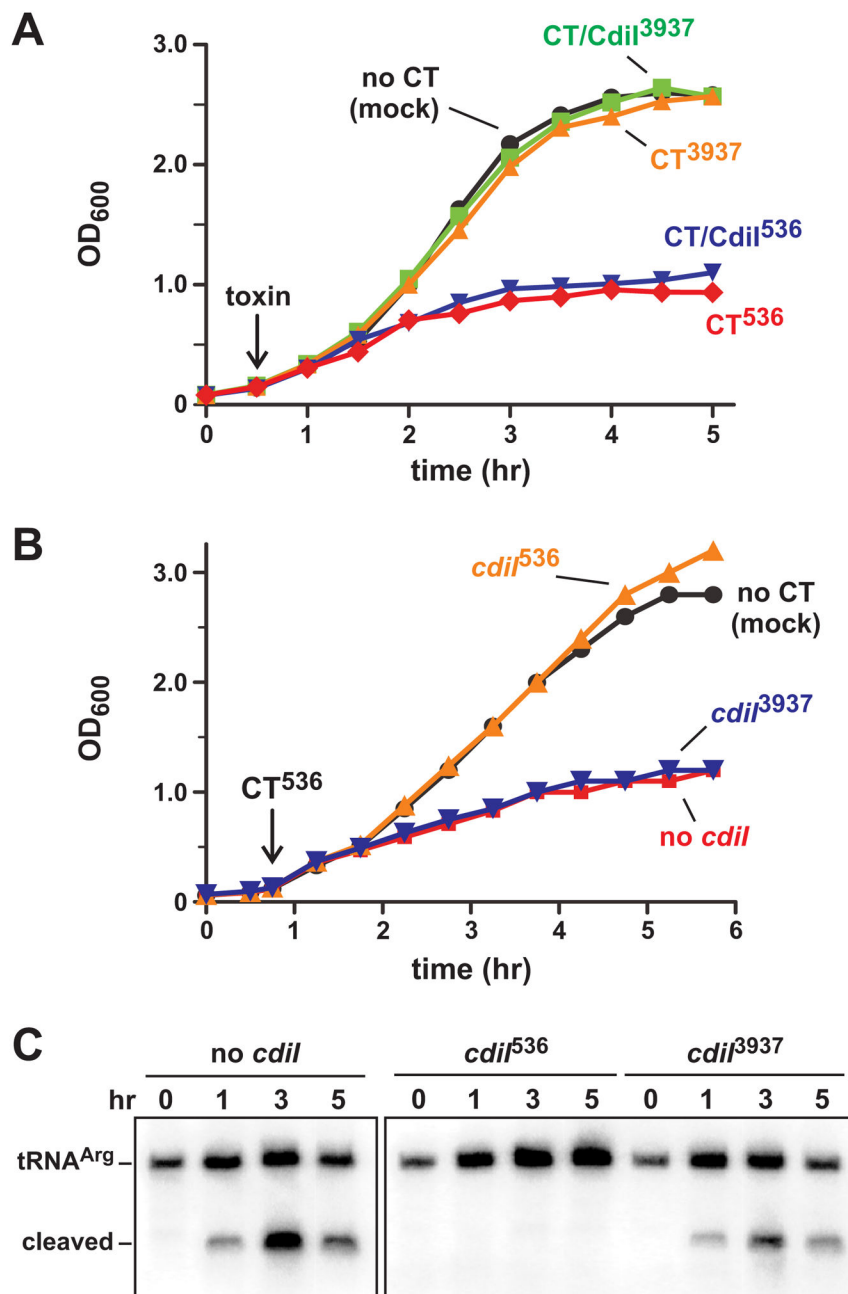 A
CT/CdiI³⁹³⁷
no CT
(mock)
CT³⁹³⁷
CT/CdiI⁵³⁶
CT⁵³⁶
toxin
OD₆₀₀
3.0
2.0
1.0
0
0 1 2 3 4 5
time (hr)
B
cdiI⁵³⁶
no CT
(mock)
cdiI³⁹³⁷
no cdiI
CT⁵³⁶
OD₆₀₀
3.0
2.0
1.0
0
0 1 2 3 4 5 6
time (hr)
C
no cdiI cdiI⁵³⁶ cdiI³⁹³⁷
hr 0 1 3 5 0 1 3 5 0 1 3 5
tRNAᴬʳᵍ –
cleaved –